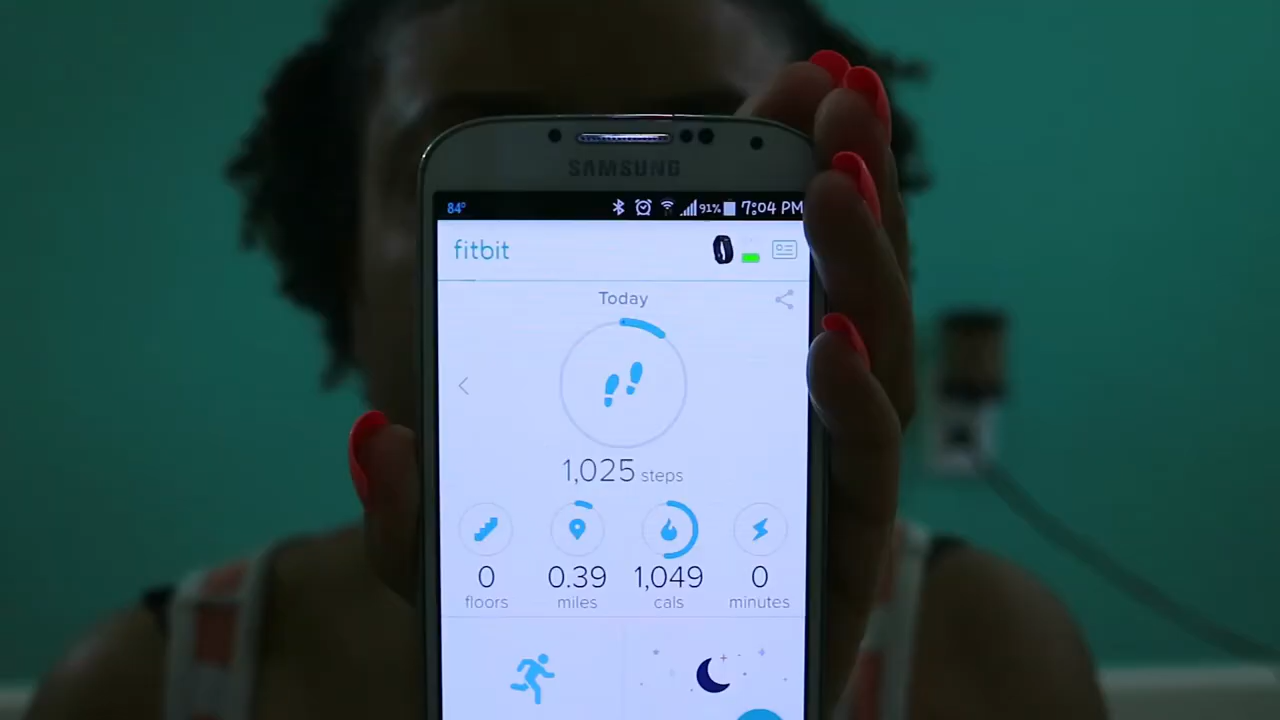 SAMSUNG
84° 91% 7:04 PM
fitbit
Today
1,025 steps
0 0.39 1,049 0
floors miles cals minutes